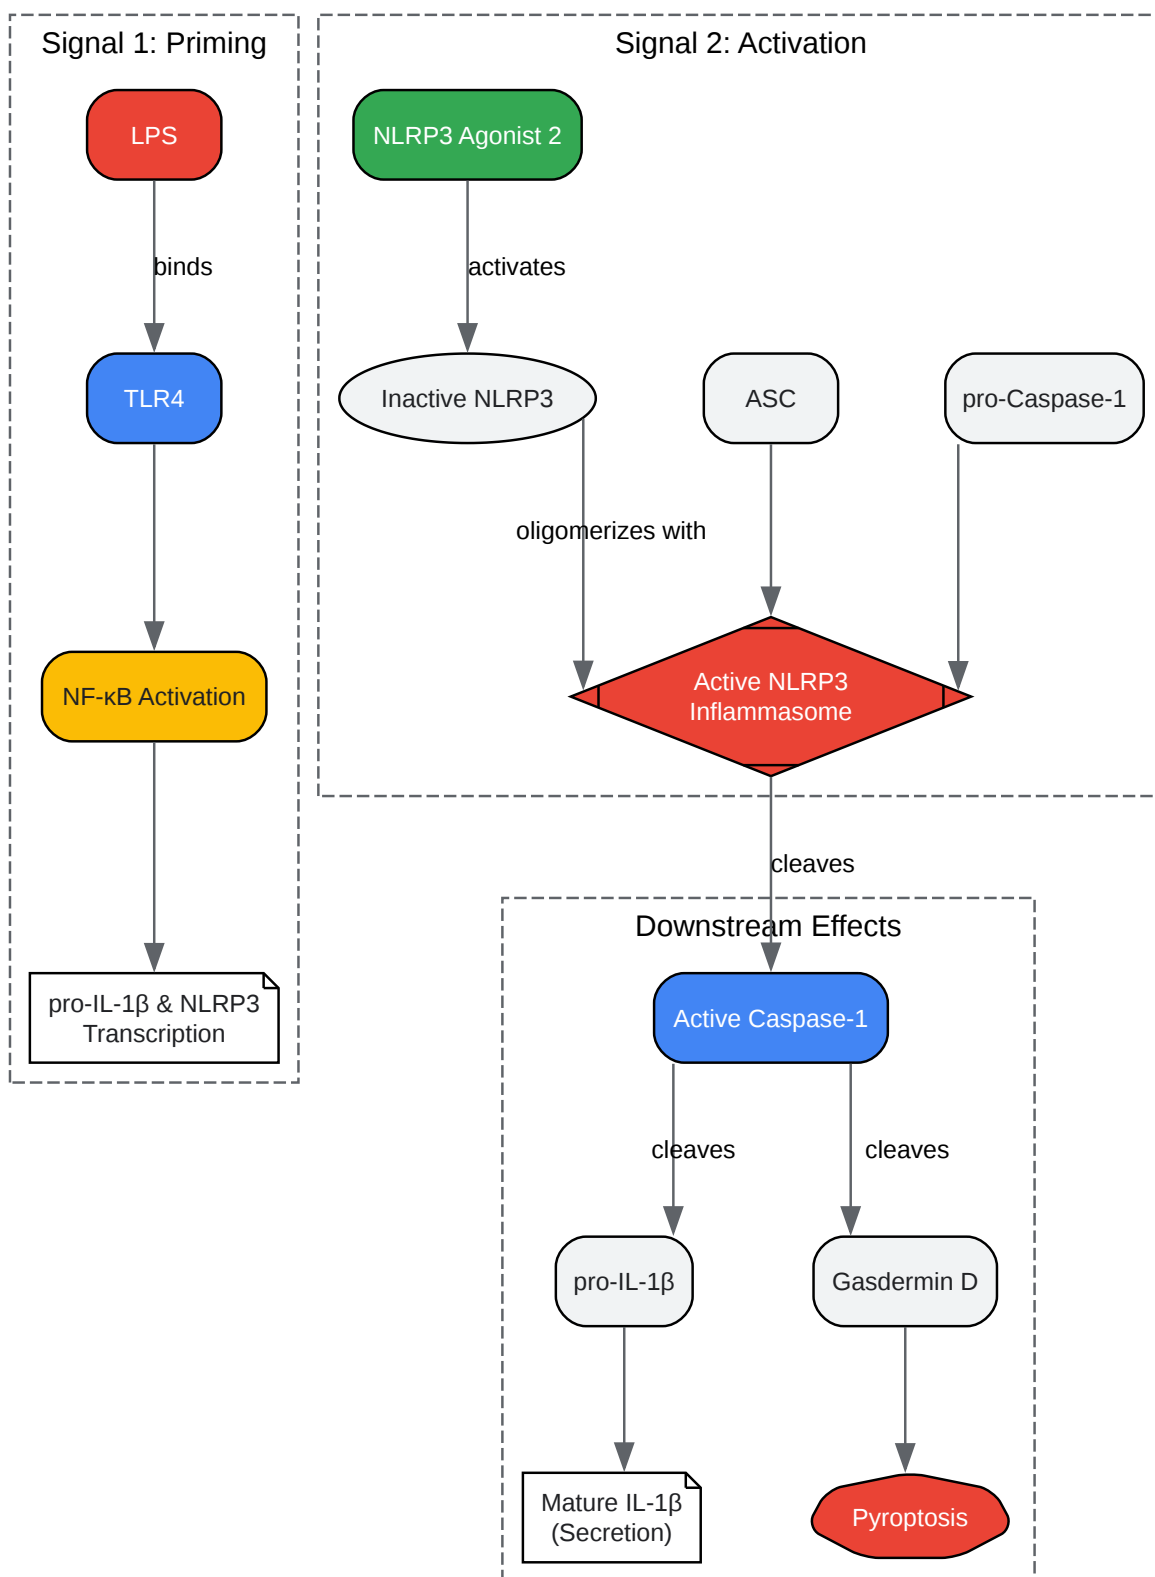 Signal 1: Priming
LPS
binds
TLR4
NF-κB Activation
pro-IL-1β & NLRP3
Transcription
Signal 2: Activation
NLRP3 Agonist 2
activates
Inactive NLRP3
ASC
pro-Caspase-1
oligomerizes with
Active NLRP3
Inflammasome
cleaves
Downstream Effects
Active Caspase-1
cleaves
cleaves
pro-IL-1β
Gasdermin D
Mature IL-1β
(Secretion)
Pyroptosis